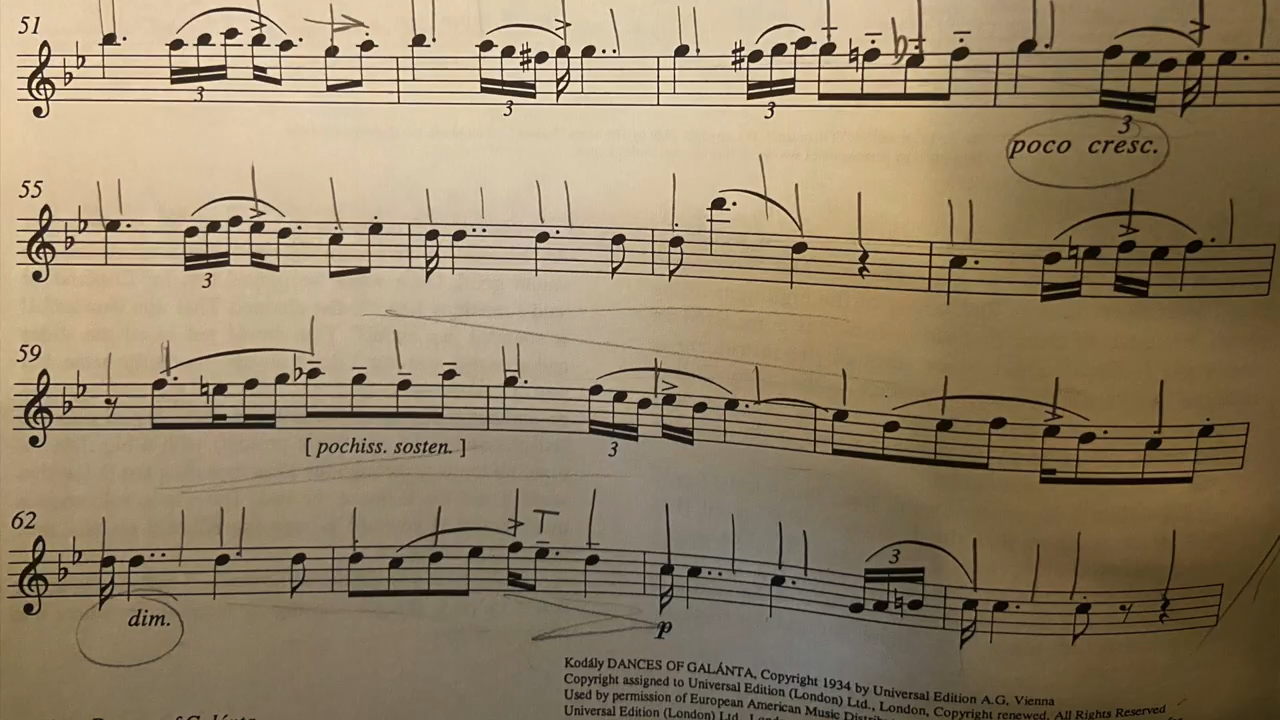 51
3
3
3
3
poco cresc.
55
3
59
[ pochiss. sosten. ]
3
62
3
dim.
p
Kodály DANCES OF GALÁNTA, Copyright 1934 by Universal Edition A.G, Vienna
Copyright assigned to Universal Edition (London) Ltd., London, Copyright renewed. All Rights Reserved
Used by permission of European American Music
Universal Edition (London) Ltd.,